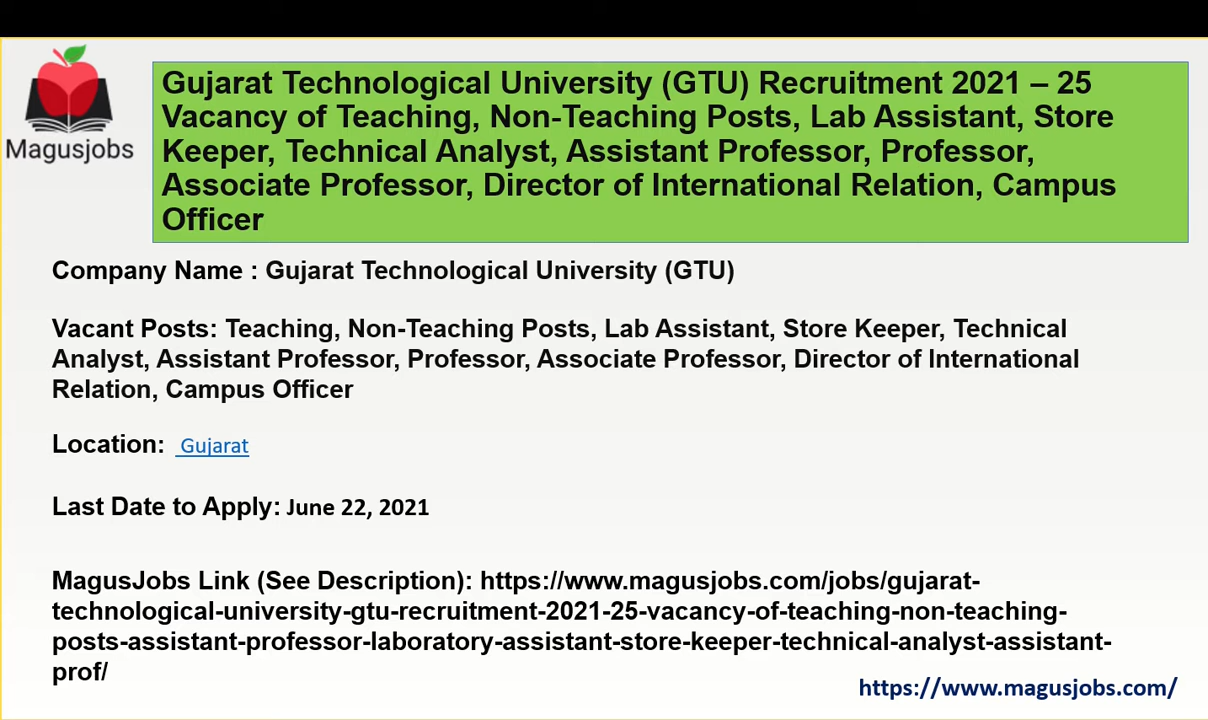 Magusjobs
Gujarat Technological University (GTU) Recruitment 2021 – 25
Vacancy of Teaching, Non-Teaching Posts, Lab Assistant, Store
Keeper, Technical Analyst, Assistant Professor, Professor,
Associate Professor, Director of International Relation, Campus
Officer
Company Name : Gujarat Technological University (GTU)
Vacant Posts: Teaching, Non-Teaching Posts, Lab Assistant, Store Keeper, Technical
Analyst, Assistant Professor, Professor, Associate Professor, Director of International
Relation, Campus Officer
Location: Gujarat
Last Date to Apply: June 22, 2021
MagusJobs Link (See Description): https://www.magusjobs.com/jobs/gujarat-
technological-university-gtu-recruitment-2021-25-vacancy-of-teaching-non-teaching-
posts-assistant-professor-laboratory-assistant-store-keeper-technical-analyst-assistant-
prof/
https://www.magusjobs.com/